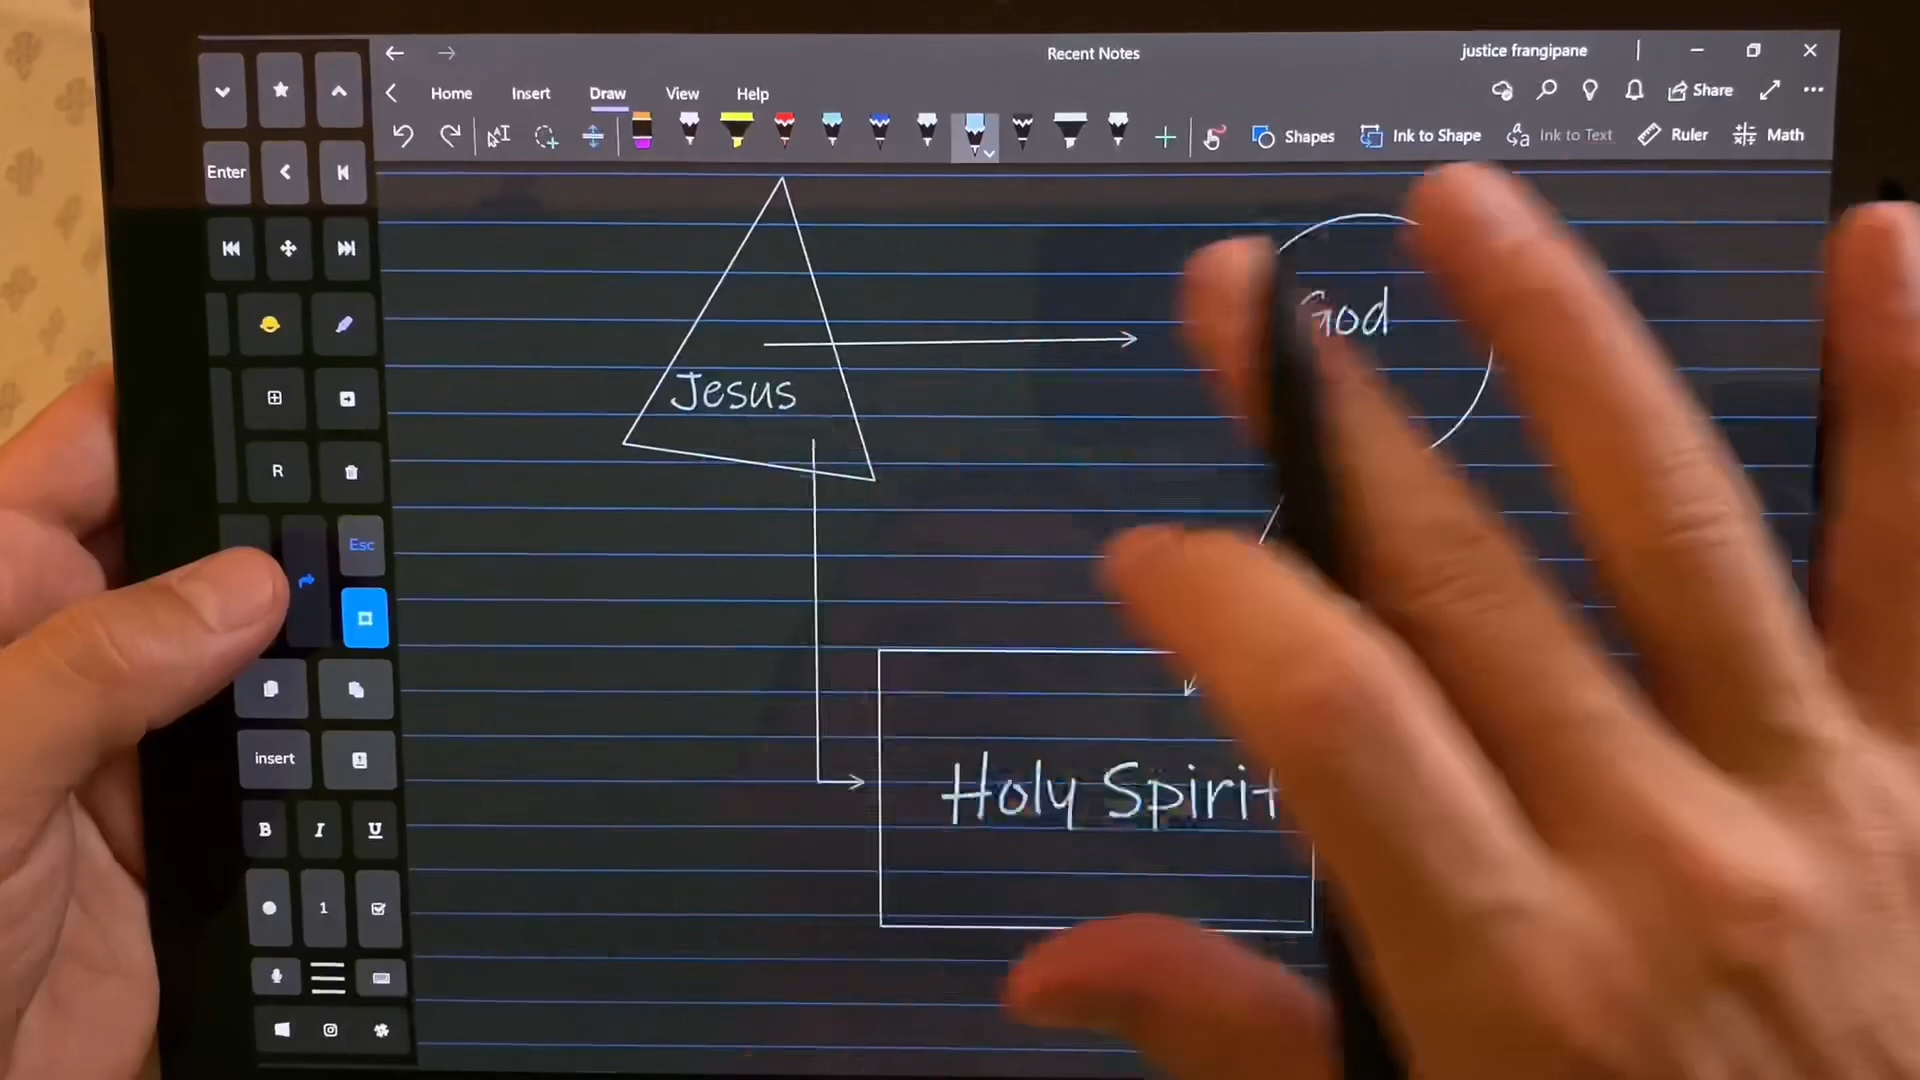 Recent Notes
justice frangipane
Home Insert Draw View Help
Share
Shapes Ink to Shape Ink to Text Ruler Math
Enter
R
Esc
insert
B I U
1
God
Jesus
Holy Spirit